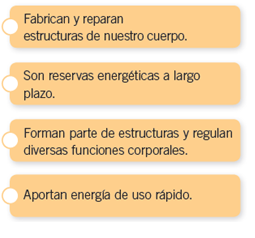 Fabrican y reparan
estructuras de nuestro cuerpo.
Son reservas energéticas a largo
plazo.
Forman parte de estructuras y regulan
diversas funciones corporales.
Aportan energía de uso rápido.